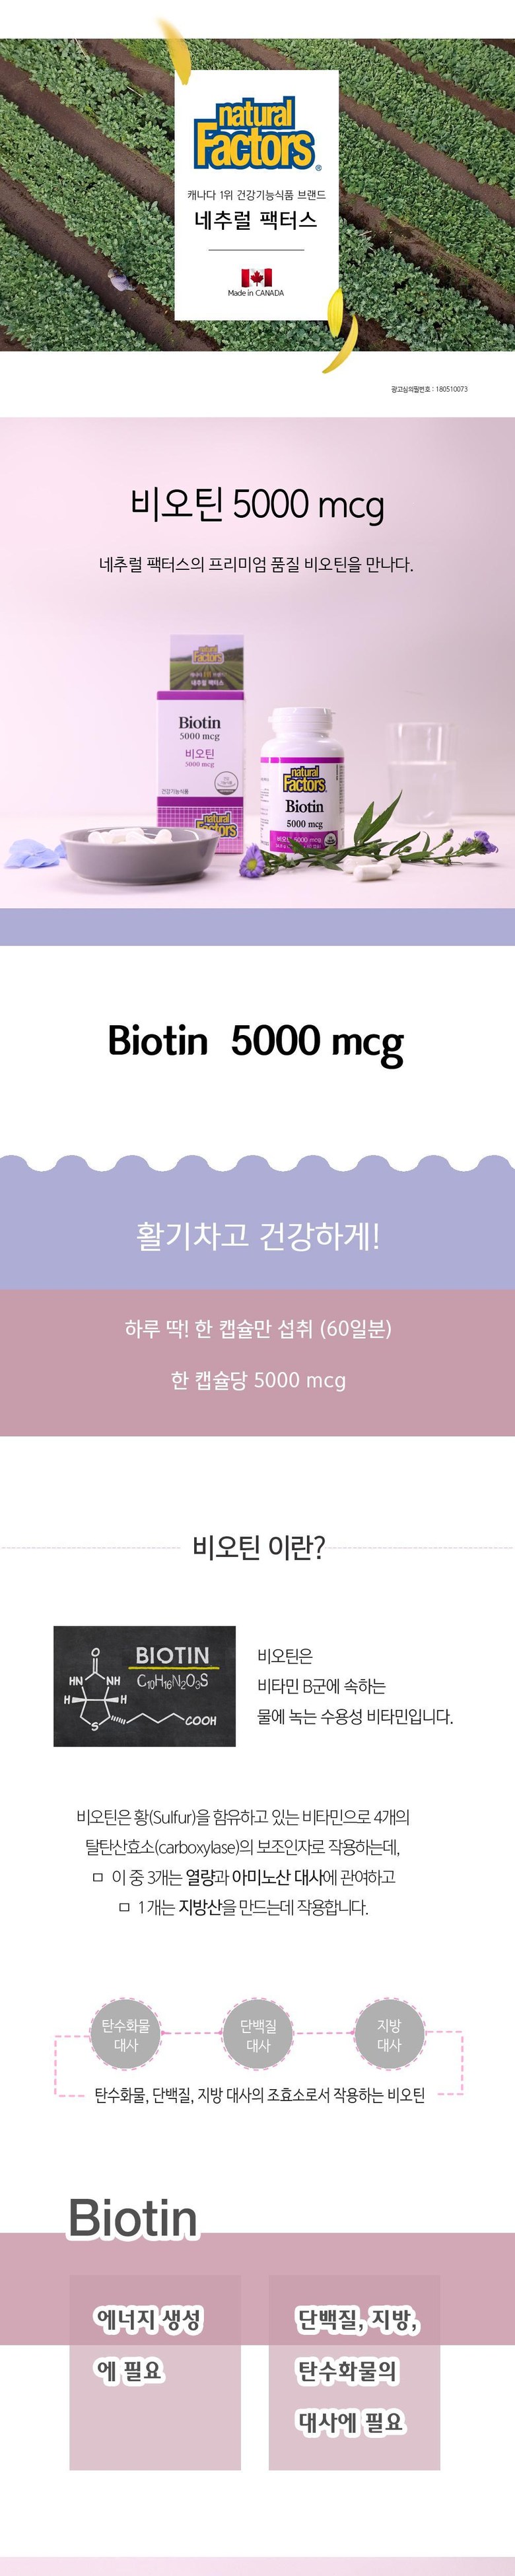 natural
Factors®
캐나다 1위 건강기능식품 브랜드
네추럴 팩터스
Made in CANADA
광고심의필번호 : 180510073
비오틴 5000 mcg
네추럴 팩터스의 프리미엄 품질 비오틴을 만나다.
natural
Factors
네추럴 팩터스
Biotin
5000 mcg
비오틴
5000 mcg
건강기능식품
natural
Factors
natural
Factors
Biotin
5000 mcg
비오틴 5000 mcg
Biotin 5000 mcg
활기차고 건강하게!
하루 딱! 한 캡슐만 섭취 (60일분)
한 캡슐당 5000 mcg
비오틴 이란?
BIOTIN
C10H16N2O3S
O
HN NH
H H
S
COOH
비오틴은
비타민 B군에 속하는
물에 녹는 수용성 비타민입니다.
비오틴은 황(Sulfur)을 함유하고 있는 비타민으로 4개의
탈탄산효소(carboxylase)의 보조인자로 작용하는데,
ㅁ 이 중 3개는 열량과 아미노산 대사에 관여하고
ㅁ 1개는 지방산을 만드는데 작용합니다.
탄수화물
대사
단백질
대사
지방
대사
탄수화물, 단백질, 지방 대사의 조효소로서 작용하는 비오틴
Biotin
에너지 생성
에 필요
단백질, 지방,
탄수화물의
대사에 필요